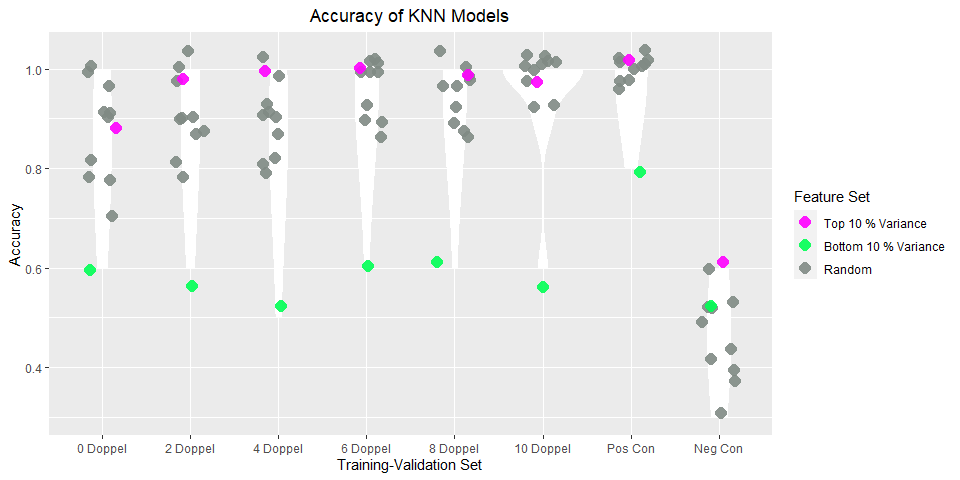 Accuracy of KNN Models
Accuracy
1.0
0.8
0.6
0.4
0 Doppel
2 Doppel
4 Doppel
6 Doppel
8 Doppel
10 Doppel
Pos Con
Neg Con
Training-Validation Set
Feature Set
Top 10 % Variance
Bottom 10 % Variance
Random